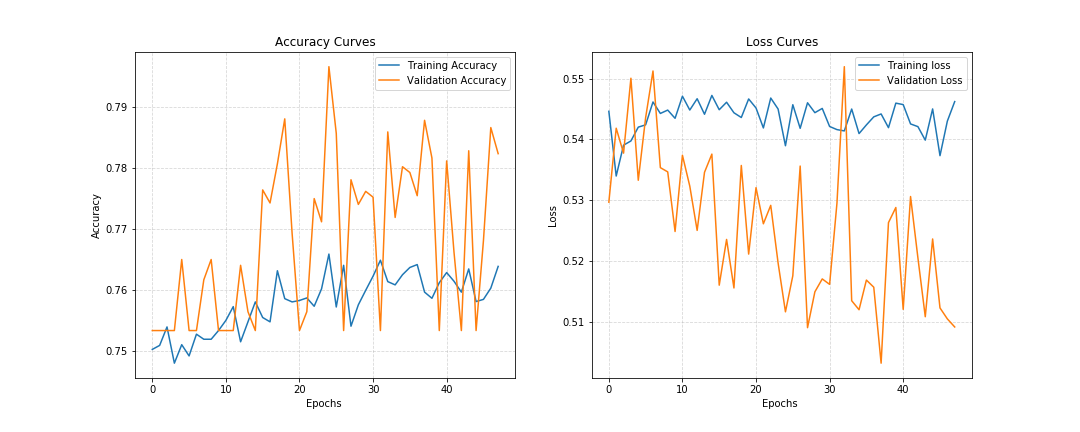 Accuracy Curves
Training Accuracy
Validation Accuracy
0.79
0.78
0.77
0.76
0.75
Accuracy
0
10
20
30
40
Epochs
Loss Curves
Training loss
Validation Loss
0.55
0.54
0.53
0.52
0.51
Loss
0
10
20
30
40
Epochs